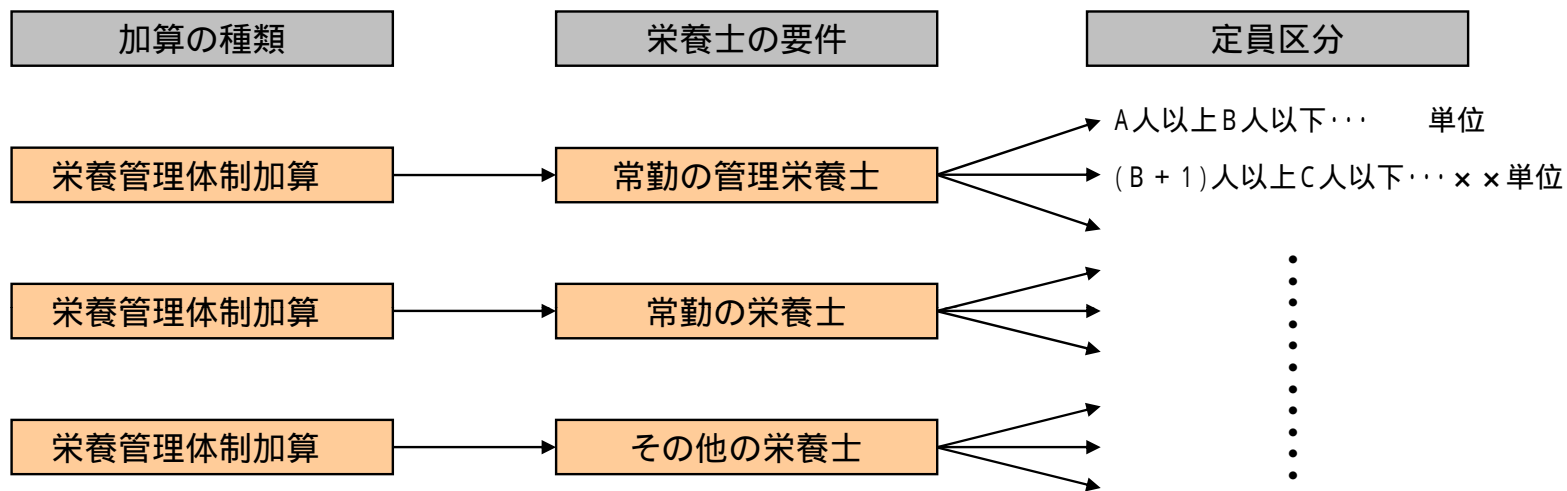 加算の種類 栄養士の要件 定員区分
A人以上B人以下･･･ 単位
栄養管理体制加算 常勤の管理栄養士 (B+1)人以上C人以下･･･××単位
栄養管理体制加算 常勤の栄養士
栄養管理体制加算 その他の栄養士